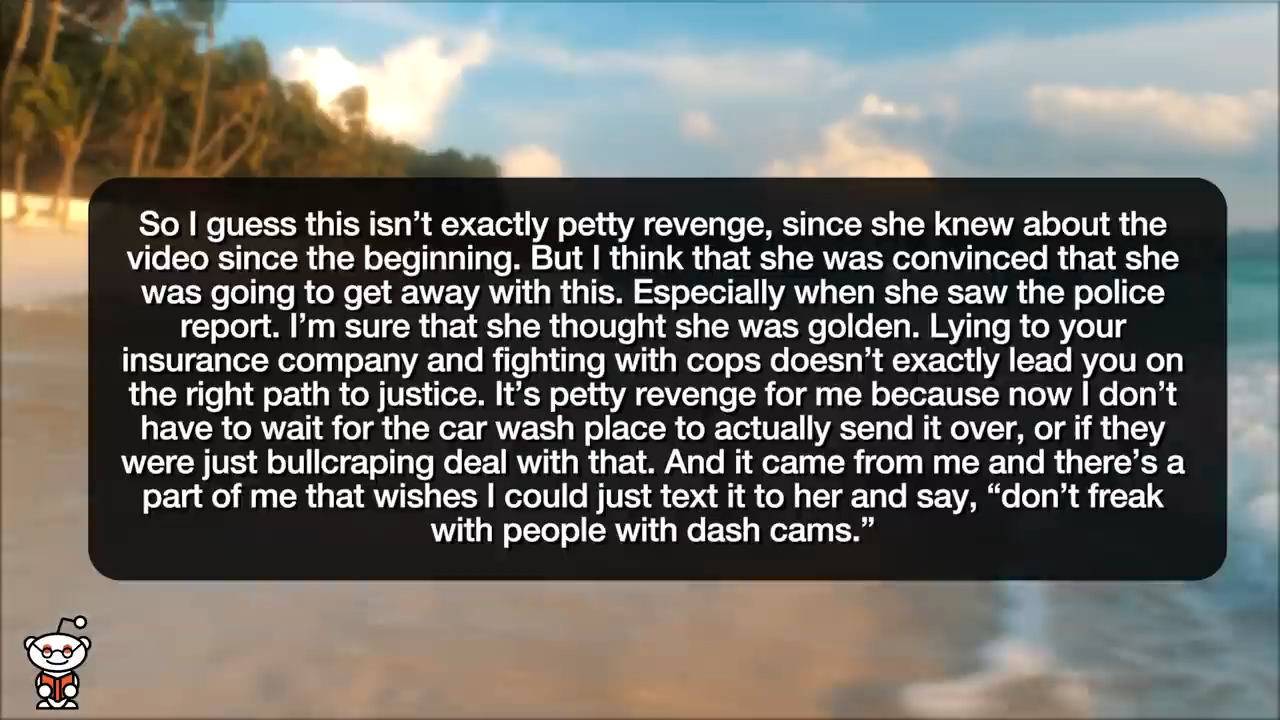 So I guess this isn’t exactly petty revenge, since she knew about the
video since the beginning. But I think that she was convinced that she
was going to get away with this. Especially when she saw the police
report. I’m sure that she thought she was golden. Lying to your
insurance company and fighting with cops doesn’t exactly lead you on
the right path to justice. It’s petty revenge for me because now I don’t
have to wait for the car wash place to actually send it over, or if they
were just bullcraping deal with that. And it came from me and there’s a
part of me that wishes I could just text it to her and say, “don’t freak
with people with dash cams.”